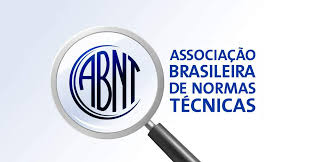 ABNT
ASSOCIAÇÃO
BRASILEIRA
DE NORMAS
TÉCNICAS